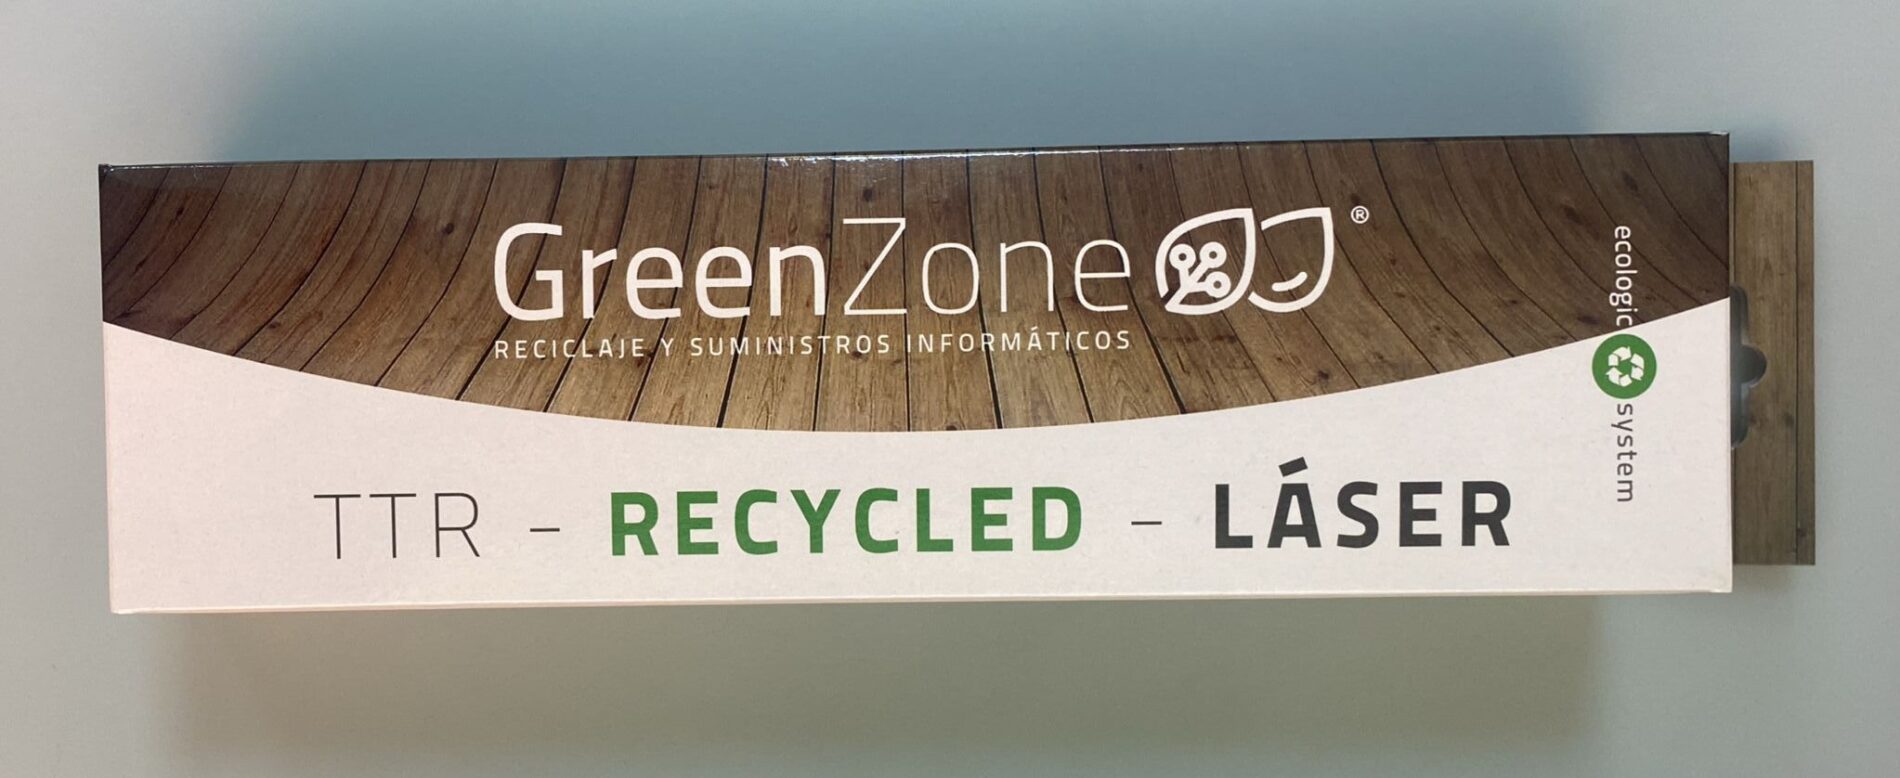 GreenZone ®
RECICLAJE Y SUMINISTROS INFORMÁTICOS
ecologic system
TTR – RECYCLED – LÁSER